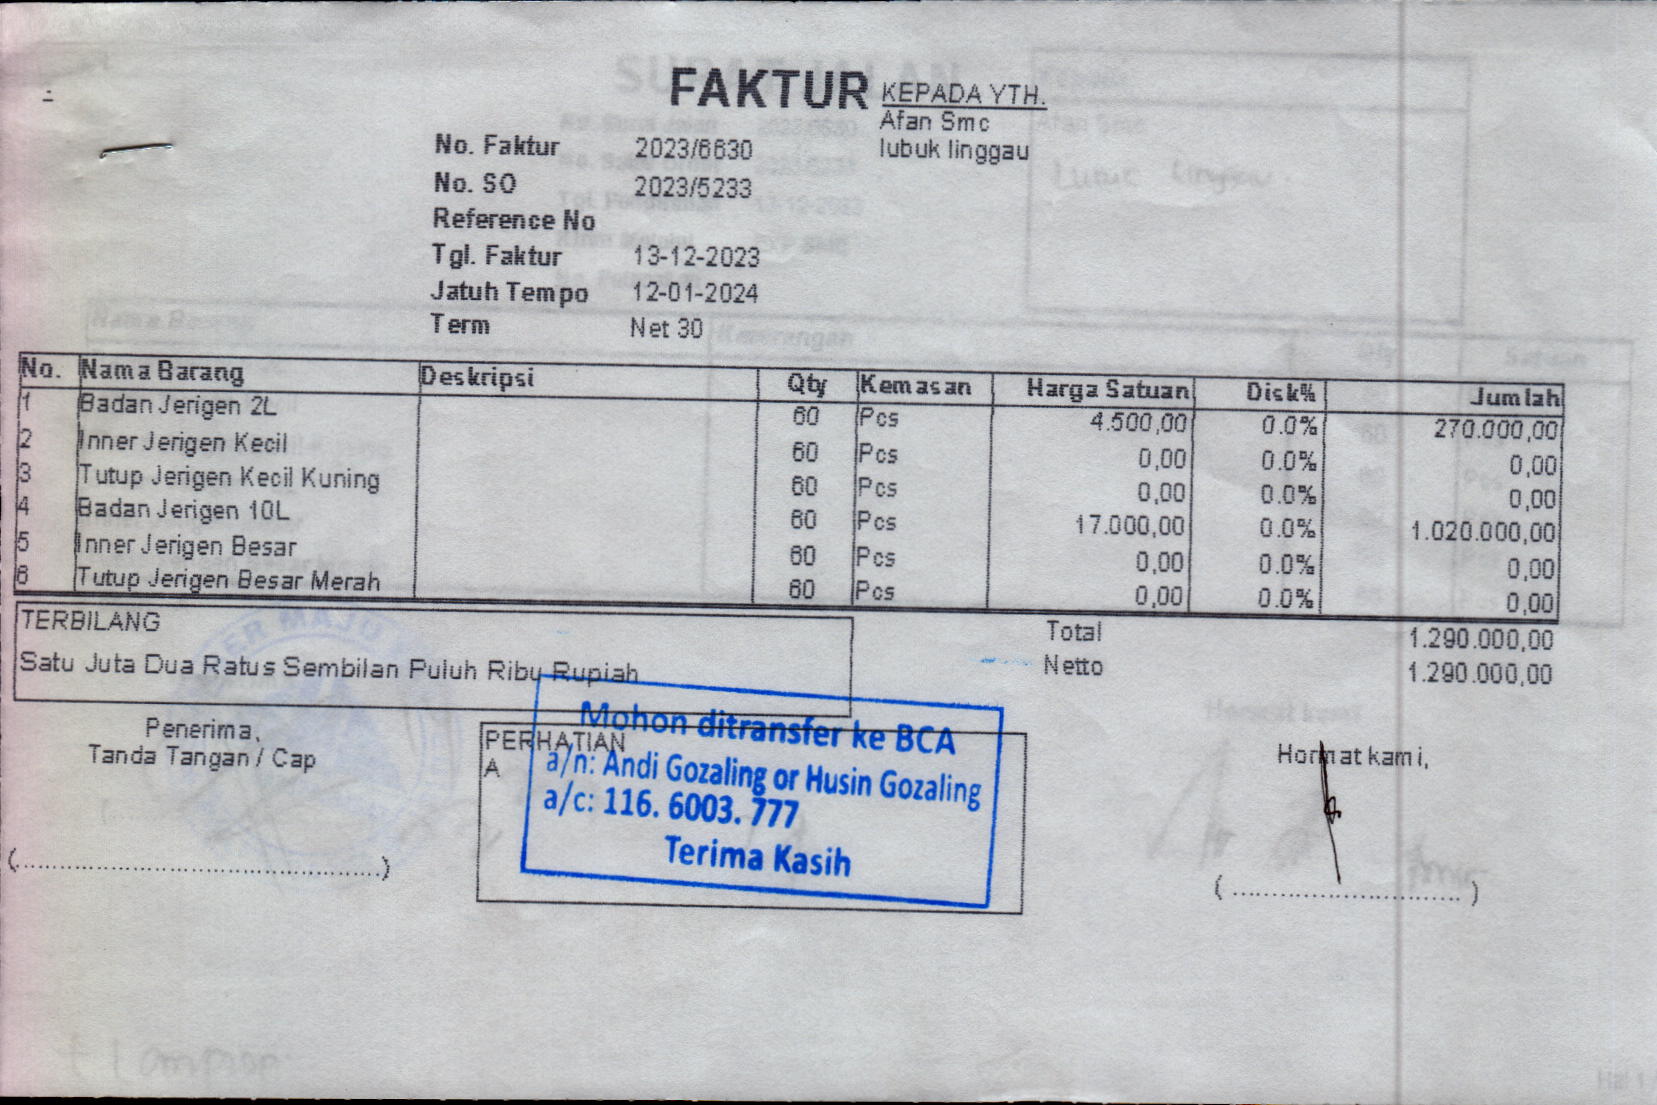 FAKTUR
KEPADA YTH.
Afan Smc
lubuk linggau
No. Faktur 2023/6630
No. SO 2023/5233
Reference No
Tgl. Faktur 13-12-2023
Jatuh Tempo 12-01-2024
Term Net 30
No. Nama Barang Deskripsi Qty Kemasan Harga Satuan Disk% Jumlah
1 Badan Jerigen 2L 60 Pcs 4.500,00 0.0% 270.000,00
2 Inner Jerigen Kecil 60 Pcs 0,00 0.0% 0,00
3 Tutup Jerigen Kecil Kuning 60 Pcs 0,00 0.0% 0,00
4 Badan Jerigen 10L 60 Pcs 17.000,00 0.0% 1.020.000,00
5 Inner Jerigen Besar 60 Pcs 0,00 0.0% 0,00
6 Tutup Jerigen Besar Merah 60 Pcs 0,00 0.0% 0,00
TERBILANG
Satu Juta Dua Ratus Sembilan Puluh Ribu Rupiah
Total 1.290.000,00
Netto 1.290.000,00
Penerima,
Tanda Tangan / Cap
(................................................)
PERHATIAN
A
Mohon ditransfer ke BCA
a/n: Andi Gozaling or Husin Gozaling
a/c: 116. 6003. 777
Terima Kasih
Hormat kami,
(..............................)